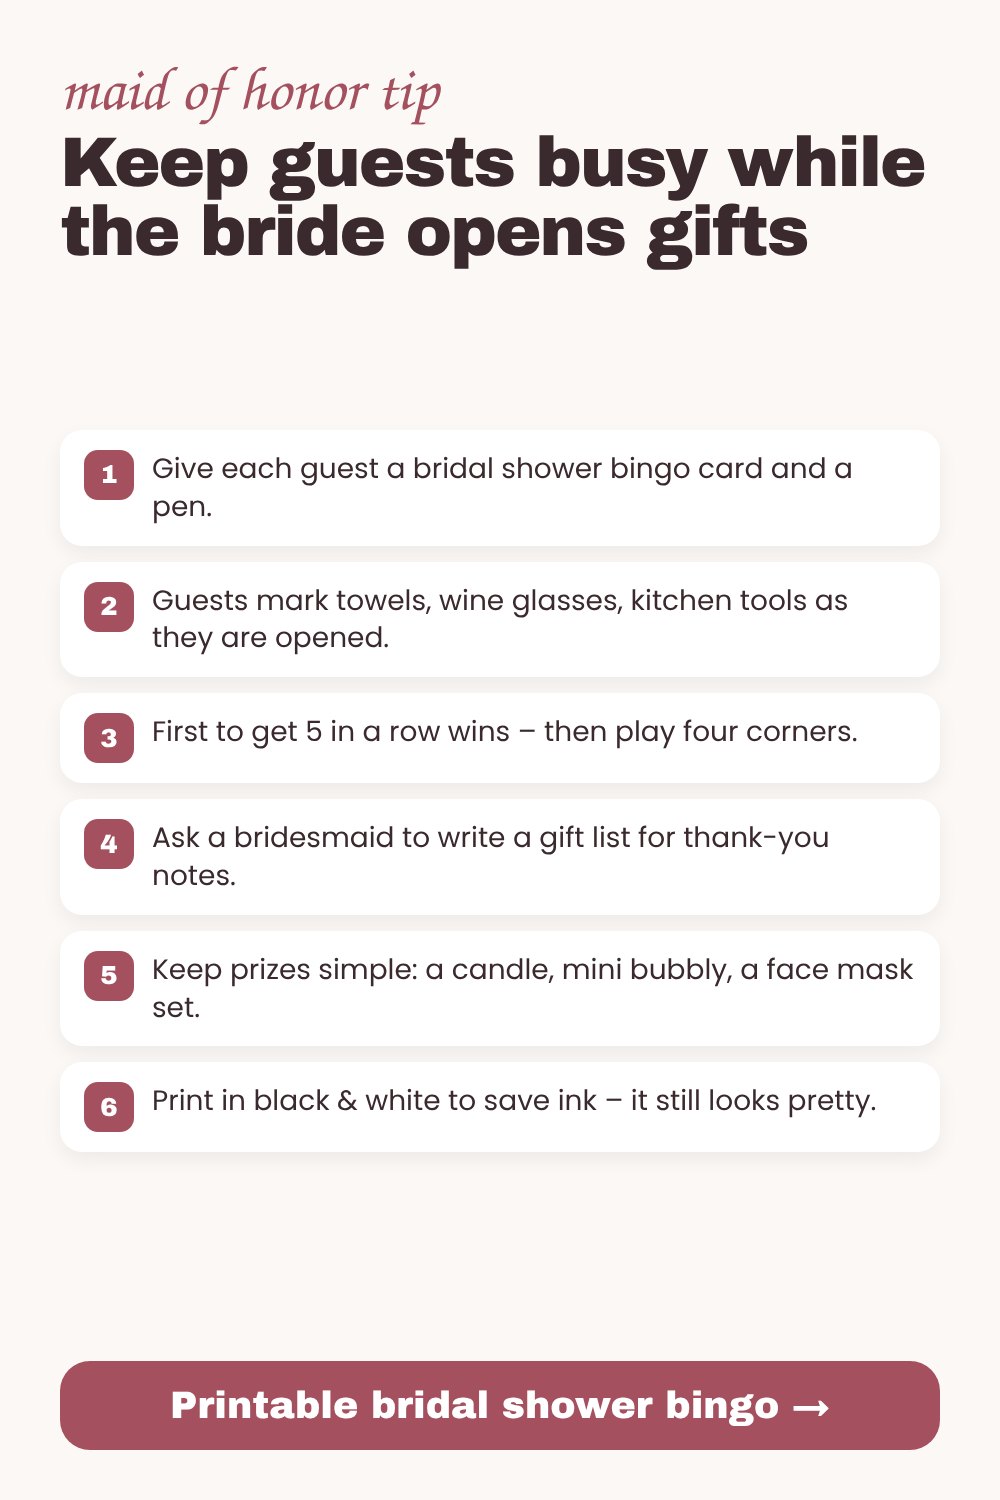 maid of honor tip
Keep guests busy while
the bride opens gifts
1 Give each guest a bridal shower bingo card and a
pen.
2 Guests mark towels, wine glasses, kitchen tools as
they are opened.
3 First to get 5 in a row wins – then play four corners.
4 Ask a bridesmaid to write a gift list for thank-you
notes.
5 Keep prizes simple: a candle, mini bubbly, a face mask
set.
6 Print in black & white to save ink – it still looks pretty.
Printable bridal shower bingo →